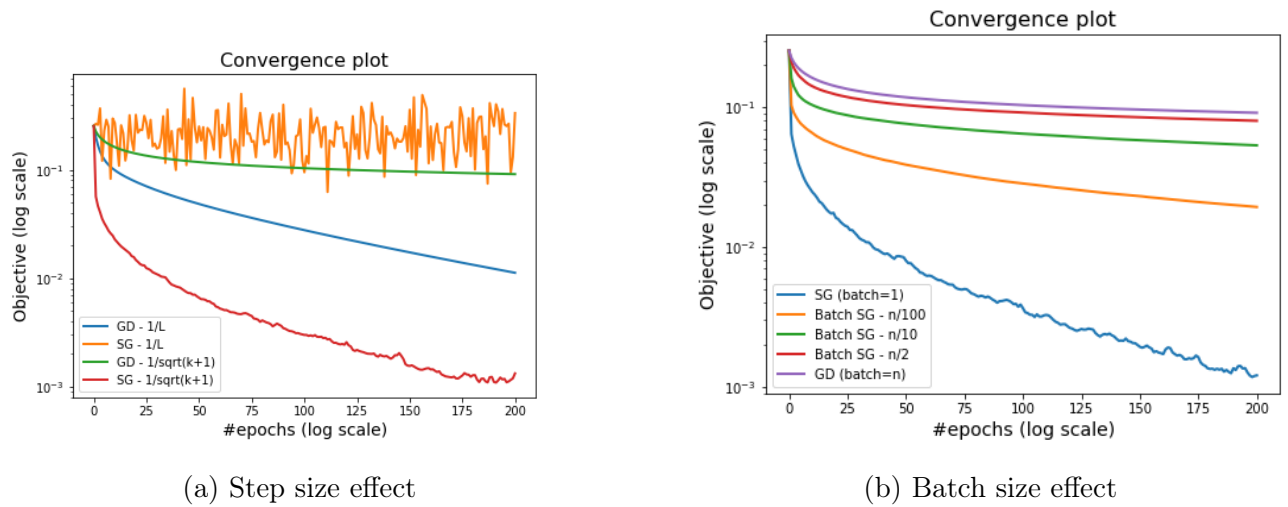 Convergence plot
Objective (log scale)
10⁻¹
10⁻²
10⁻³
GD - 1/L
SG - 1/L
GD - 1/sqrt(k+1)
SG - 1/sqrt(k+1)
0 25 50 75 100 125 150 175 200
#epochs (log scale)
(a) Step size effect
Convergence plot
Objective (log scale)
10⁻¹
10⁻²
10⁻³
SG (batch=1)
Batch SG - n/100
Batch SG - n/10
Batch SG - n/2
GD (batch=n)
0 25 50 75 100 125 150 175 200
#epochs (log scale)
(b) Batch size effect